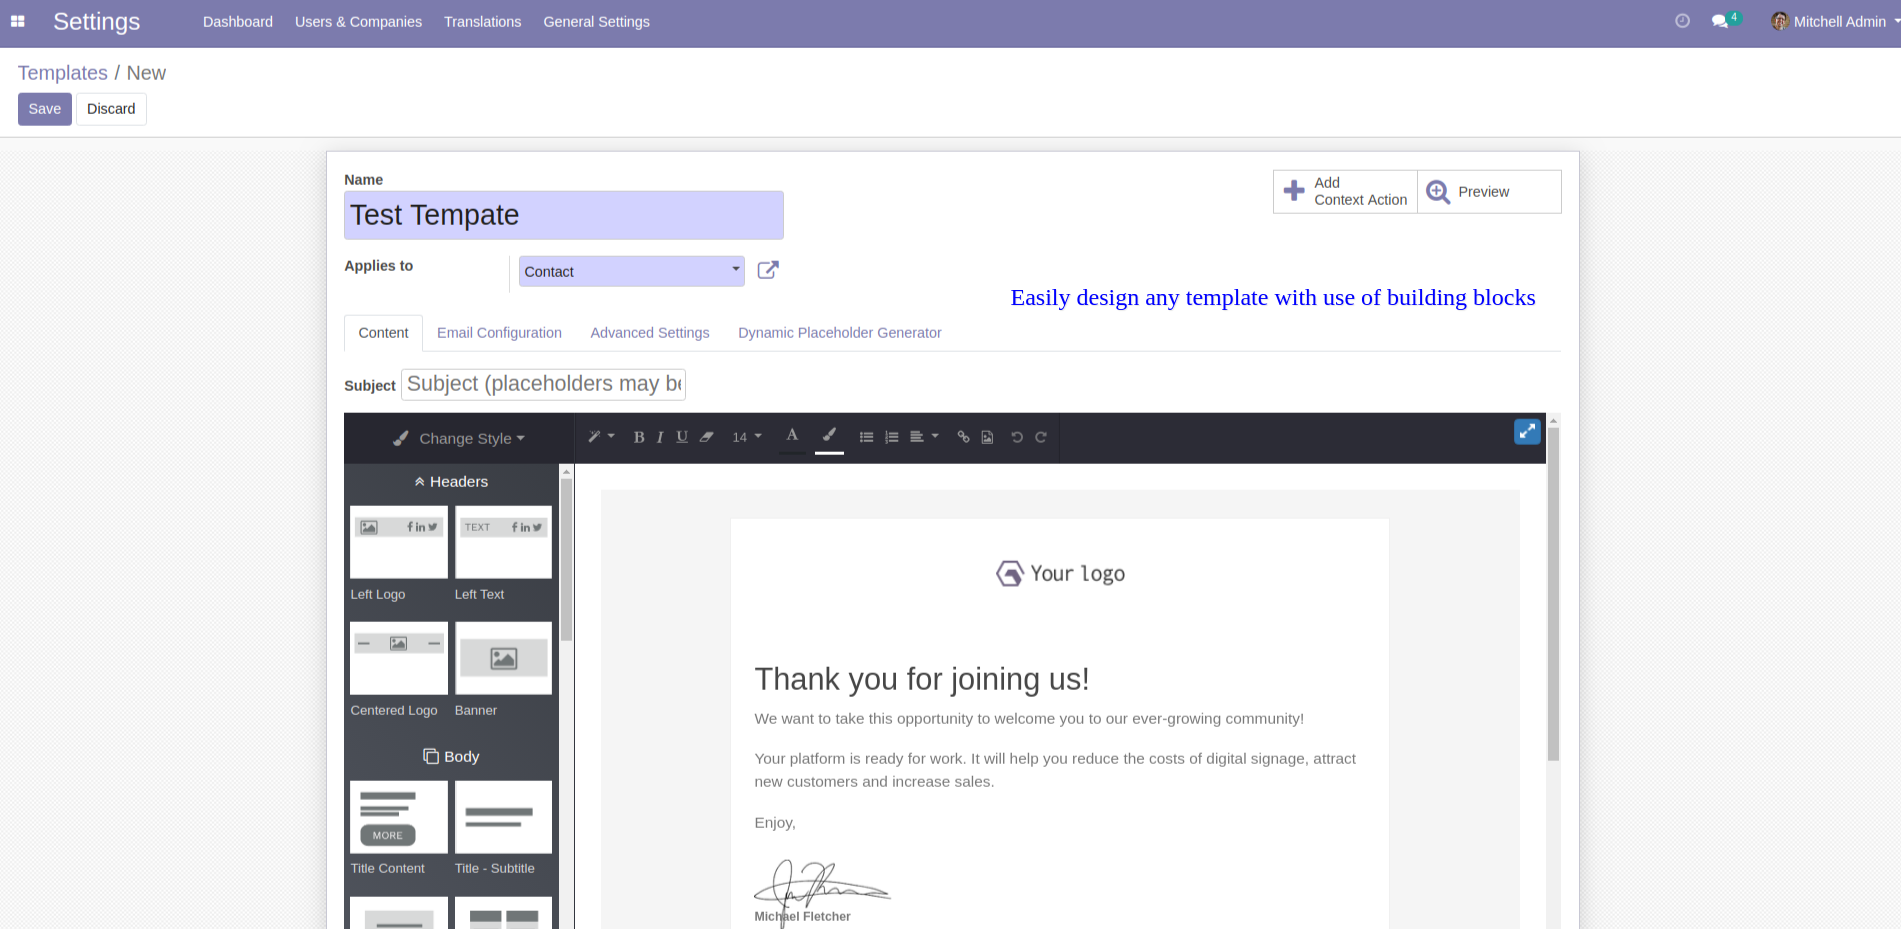 Settings
Dashboard Users & Companies Translations General Settings
4
Mitchell Admin
Templates / New
Save Discard
Name
Test Tempate
Add
Context Action
Preview
Applies to
Contact
Easily design any template with use of building blocks
Content Email Configuration Advanced Settings Dynamic Placeholder Generator
Subject Subject (placeholders may be
Change Style
B I U 14 A
Headers
TEXT
Left Logo Left Text
Centered Logo Banner
Body
MORE
Title Content Title - Subtitle
Your logo
Thank you for joining us!
We want to take this opportunity to welcome you to our ever-growing community!
Your platform is ready for work. It will help you reduce the costs of digital signage, attract
new customers and increase sales.
Enjoy,
Michael Fletcher